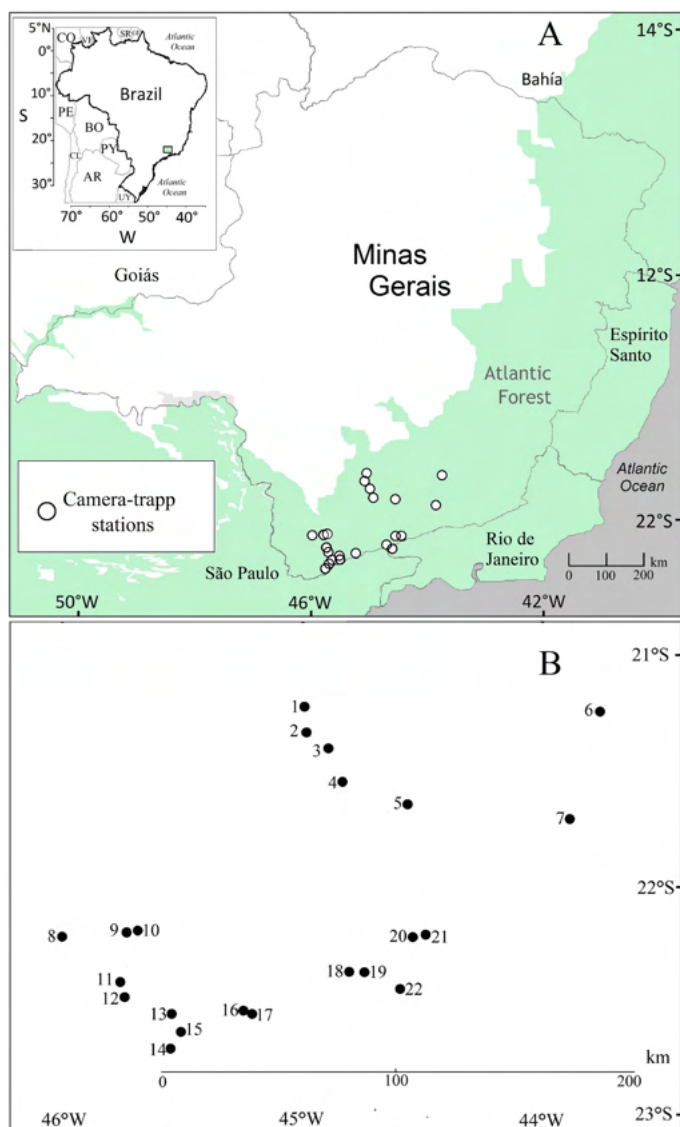 5°N
0°
10°
S
20°
30°
70° 60° 50° 40°
W
CO
VE
SR
Atlantic
Ocean
Brazil
PE
BO
PY
CL
AR
UY
Atlantic
Ocean
A
14°S
Bahía
Goiás
Minas
Gerais
12°S
Espírito
Santo
Atlantic
Forest
Camera-trapp
stations
Atlantic
Ocean
22°S
São Paulo
Rio de
Janeiro
0 100 200
km
50°W 46°W 42°W
B
21°S
1
2
3
4
5
6
7
22°S
8
9 10
11
12
13
14
15
16 17
18 19
20 21
22
km
0 100 200
46°W 45°W 44°W
23°S